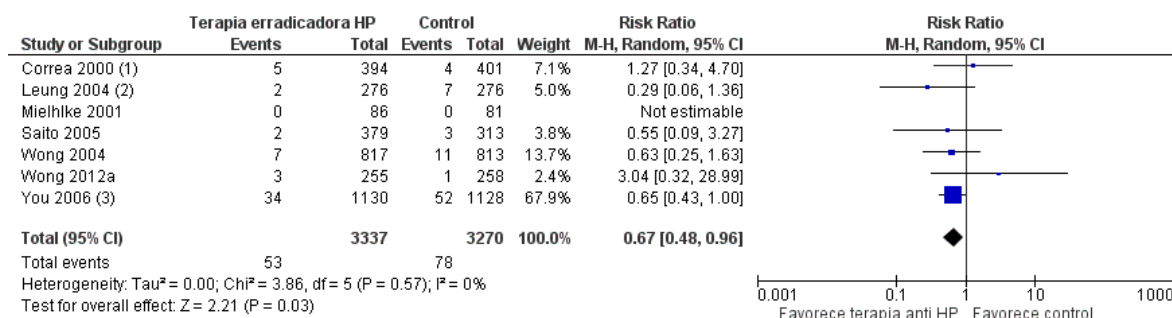 Terapia erradicadora HP Control Risk Ratio Risk Ratio
Study or Subgroup Events Total Events Total Weight M-H, Random, 95% CI M-H, Random, 95% CI
Correa 2000 (1) 5 394 4 401 7.1% 1.27 [0.34, 4.70]
Leung 2004 (2) 2 276 7 276 5.0% 0.29 [0.06, 1.36]
Mielhlke 2001 0 86 0 81 Not estimable
Saito 2005 2 379 3 313 3.8% 0.55 [0.09, 3.27]
Wong 2004 7 817 11 813 13.7% 0.63 [0.25, 1.63]
Wong 2012a 3 255 1 258 2.4% 3.04 [0.32, 28.99]
You 2006 (3) 34 1130 52 1128 67.9% 0.65 [0.43, 1.00]
Total (95% CI) 3337 3270 100.0% 0.67 [0.48, 0.96]
Total events 53 78
Heterogeneity: Tau² = 0.00; Chi² = 3.86, df = 5 (P = 0.57); I² = 0%
Test for overall effect: Z = 2.21 (P = 0.03)
0.001 0.1 1 10 1000
Favorece terapia anti HP Favorece control